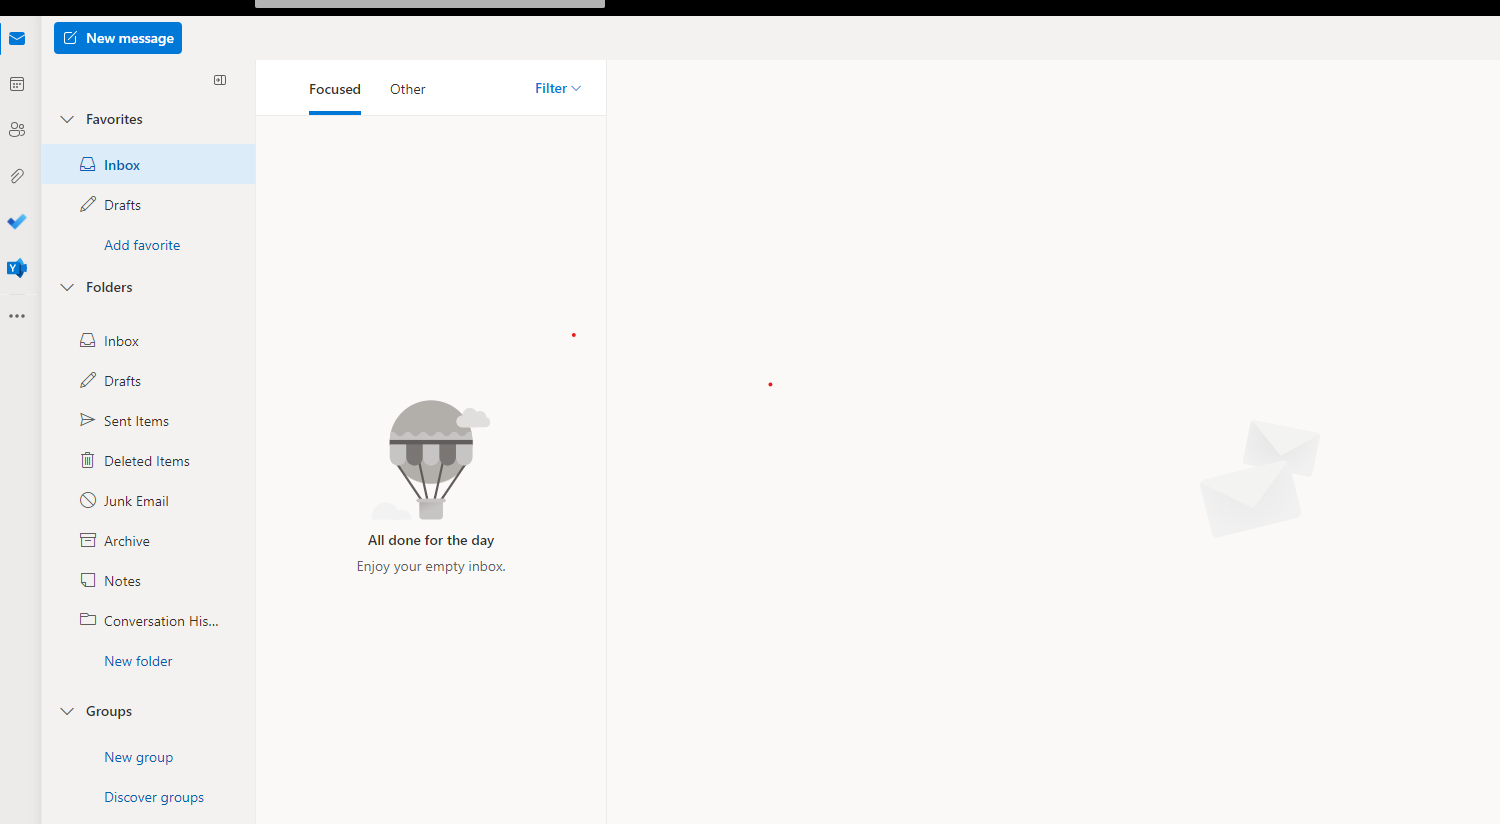 New message
Focused
Other
Filter
Favorites
Inbox
Drafts
Add favorite
Folders
Inbox
Drafts
Sent Items
Deleted Items
Junk Email
Archive
Notes
Conversation His...
New folder
Groups
New group
Discover groups
All done for the day
Enjoy your empty inbox.